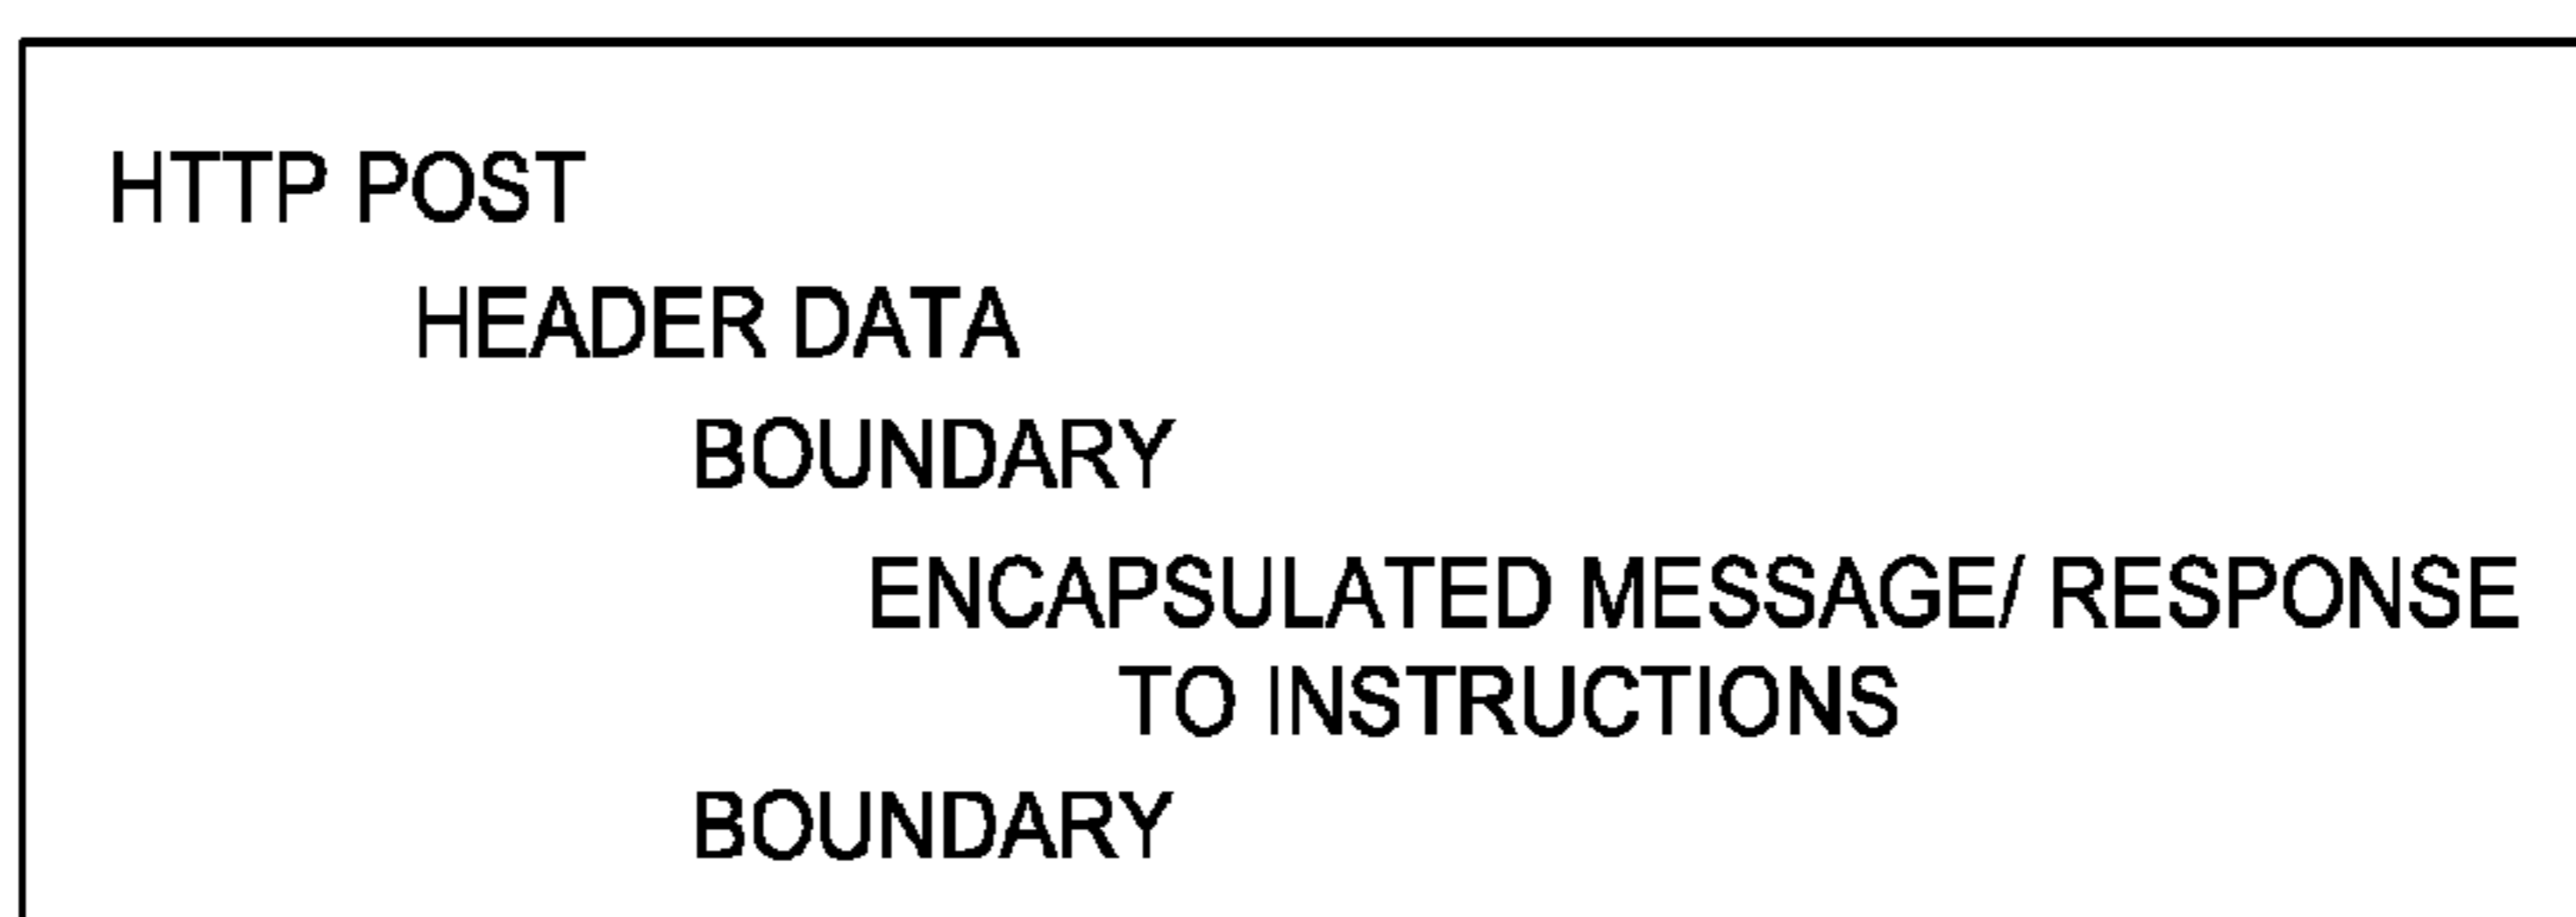 HTTP POST
HEADER DATA
BOUNDARY
ENCAPSULATED MESSAGE/ RESPONSE
TO INSTRUCTIONS
BOUNDARY